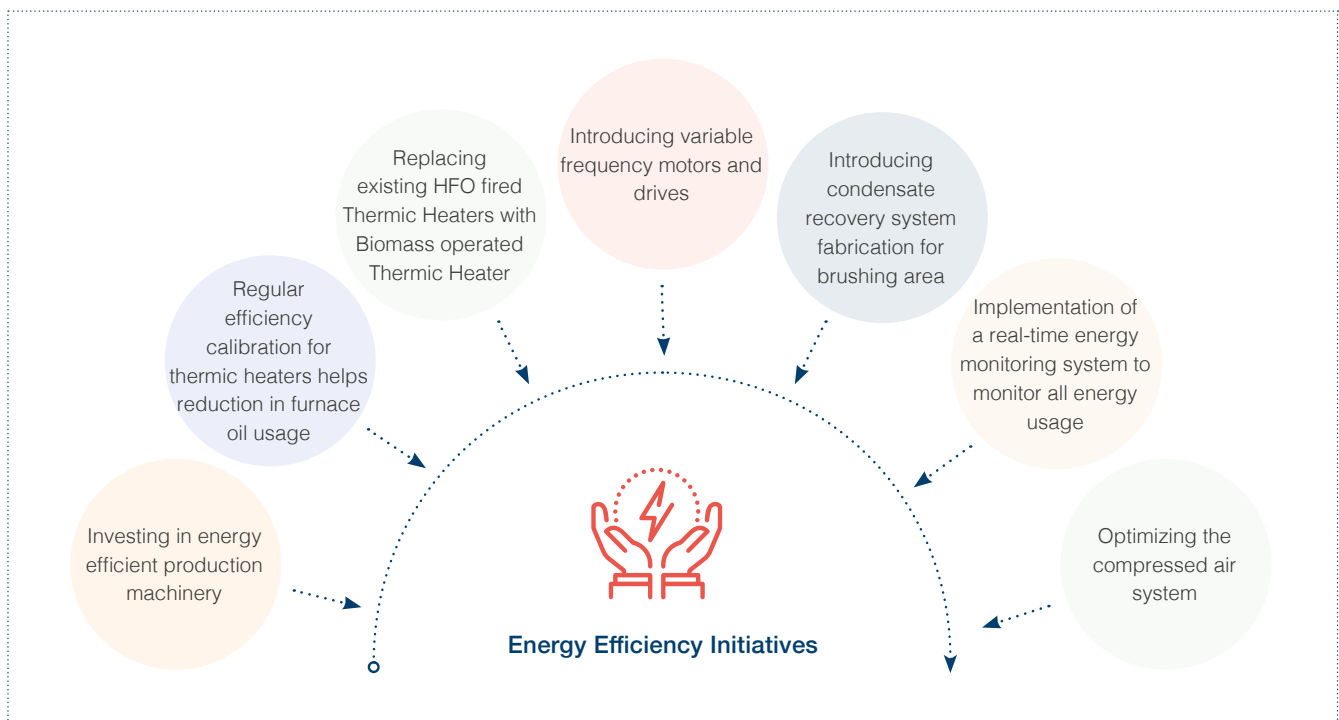 Investing in energy
efficient production
machinery
Regular
efficiency
calibration for
thermic heaters helps
reduction in furnace
oil usage
Replacing
existing HFO fired
Thermic Heaters with
Biomass operated
Thermic Heater
Introducing variable
frequency motors and
drives
Introducing
condensate
recovery system
fabrication for
brushing area
Implementation of
a real-time energy
monitoring system to
monitor all energy
usage
Optimizing the
compressed air
system
Energy Efficiency Initiatives